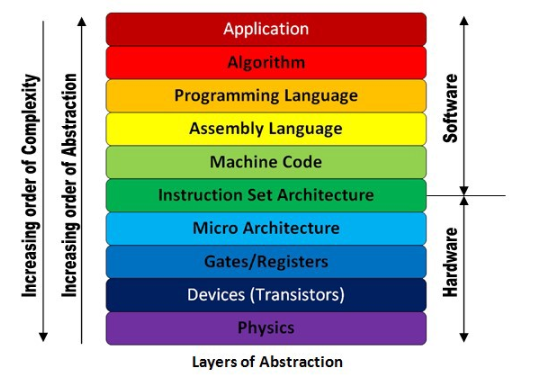 Increasing order of Complexity
Increasing order of Abstraction
Application
Algorithm
Programming Language
Assembly Language
Machine Code
Instruction Set Architecture
Micro Architecture
Gates/Registers
Devices (Transistors)
Physics
Software
Hardware
Layers of Abstraction